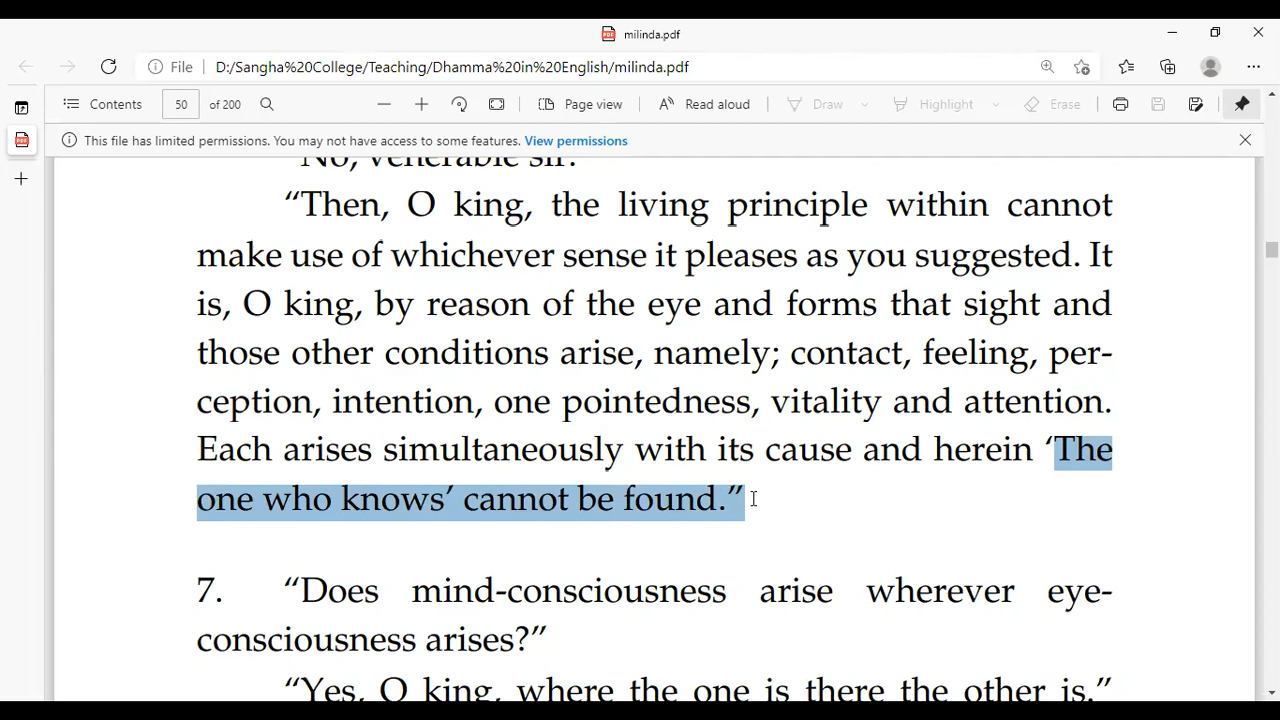 milinda.pdf
File D:/Sangha%20College/Teaching/Dhamma%20in%20English/milinda.pdf
Contents 50 of 200 Page view Read aloud Draw Highlight Erase
This file has limited permissions. You may not have access to some features. View permissions
“No, venerable sir.”
“Then, O king, the living principle within cannot
make use of whichever sense it pleases as you suggested. It
is, O king, by reason of the eye and forms that sight and
those other conditions arise, namely; contact, feeling, per-
ception, intention, one pointedness, vitality and attention.
Each arises simultaneously with its cause and herein ‘The
one who knows’ cannot be found.”
7. “Does mind-consciousness arise wherever eye-
consciousness arises?”
“Yes, O king, where the one is there the other is.”